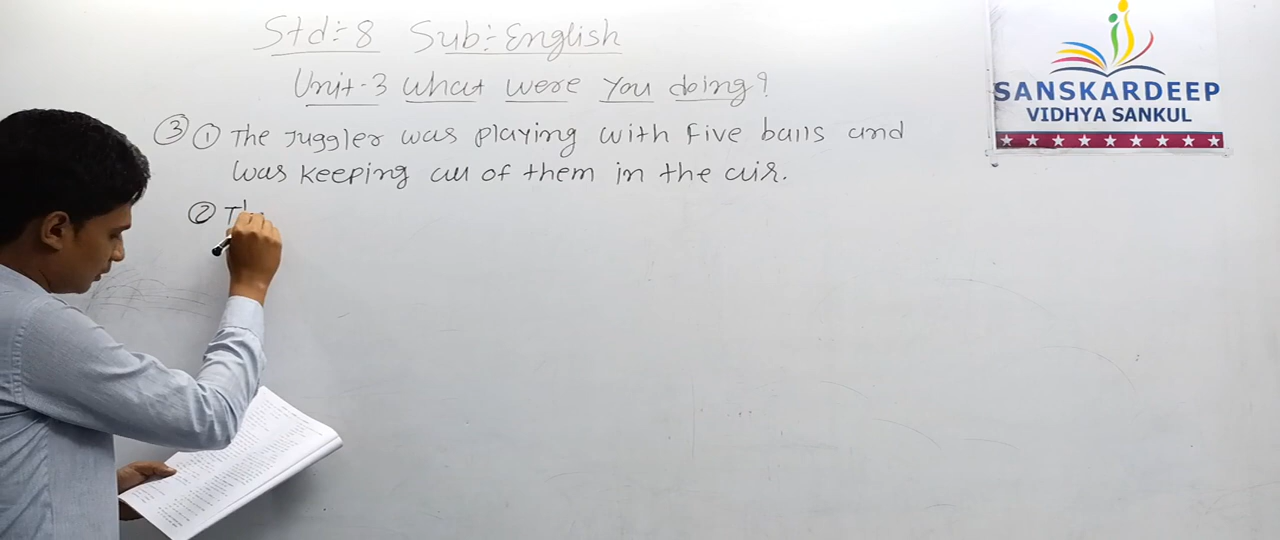 Std:- 8 Sub:- English
Unit-3 What were you doing?
③ ① The Juggler was playing with five balls and
was keeping all of them in the air.
② Th
SANSKARDEEP
VIDHYA SANKUL